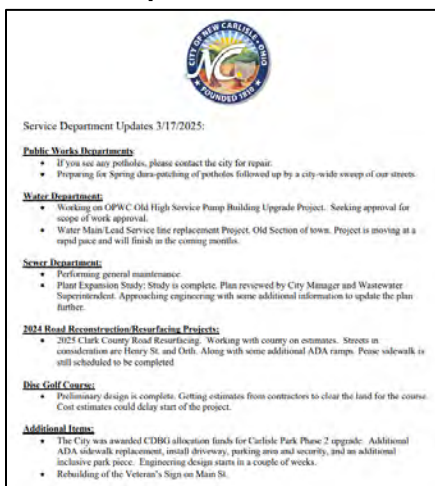 CITY OF NEW CARLISLE, OHIO
NC
FOUNDED 1810
Service Department Updates 3/17/2025:
Public Works Departments:
• If you see any potholes, please contact the city for repair.
• Preparing for Spring dura-patching of potholes followed up by a city-wide sweep of our streets.
Water Department:
• Working on OPWC Old High Service Pump Building Upgrade Project. Seeking approval for
scope of work approval.
• Water Main/Lead Service line replacement Project. Old Section of town. Project is moving at a
rapid pace and will finish in the coming months.
Sewer Department:
• Performing general maintenance
• Plant Expansion Study: Study is complete. Plan reviewed by City Manager and Wastewater
Superintendent. Approaching engineering with some additional information to update the plan
further.
2024 Road Reconstruction/Resurfacing Projects:
• 2025 Clark County Road Resurfacing. Working with county on estimates. Streets in
consideration are Henry St. and Orth. Along with some additional ADA ramps. Pease sidewalk is
still scheduled to be completed
Disc Golf Course:
• Preliminary design is complete. Getting estimates from contractors to clear the land for the course.
Cost estimates could delay start of the project.
Additional Items:
• The City was awarded CDBG allocation funds for Carlisle Park Phase 2 upgrade. Additional
ADA sidewalk replacement, install driveway, parking area and security, and an additional
inclusive park piece. Engineering design starts in a couple of weeks.
• Rebuilding of the Veteran's Sign on Main St.